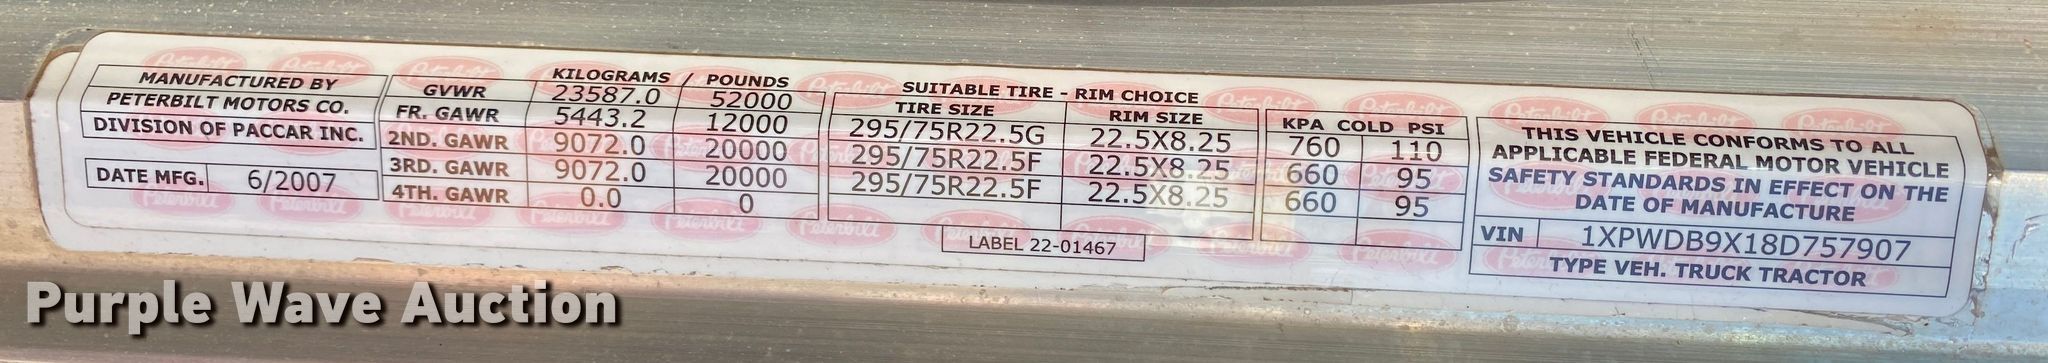 MANUFACTURED BY
PETERBILT MOTORS CO.
DIVISION OF PACCAR INC.
DATE MFG. 6/2007
KILOGRAMS / POUNDS
GVWR 23587.0 52000
FR. GAWR 5443.2 12000
2ND. GAWR 9072.0 20000
3RD. GAWR 9072.0 20000
4TH. GAWR 0.0 0
SUITABLE TIRE - RIM CHOICE
TIRE SIZE RIM SIZE KPA COLD PSI
295/75R22.5G 22.5X8.25 760 110
295/75R22.5F 22.5X8.25 660 95
295/75R22.5F 22.5X8.25 660 95
LABEL 22-01467
THIS VEHICLE CONFORMS TO ALL
APPLICABLE FEDERAL MOTOR VEHICLE
SAFETY STANDARDS IN EFFECT ON THE
DATE OF MANUFACTURE
VIN 1XPWDB9X18D757907
TYPE VEH. TRUCK TRACTOR
Purple Wave Auction